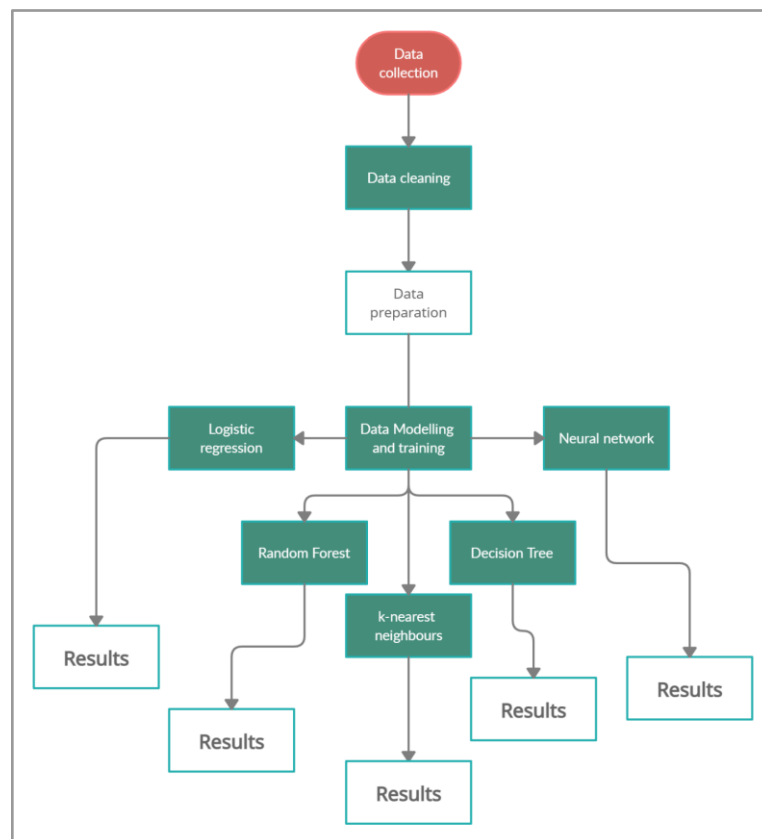 Data
collection
Data cleaning
Data
preparation
Logistic
regression
Data Modelling
and training
Neural network
Random Forest
Decision Tree
k-nearest
neighbours
Results
Results
Results
Results
Results